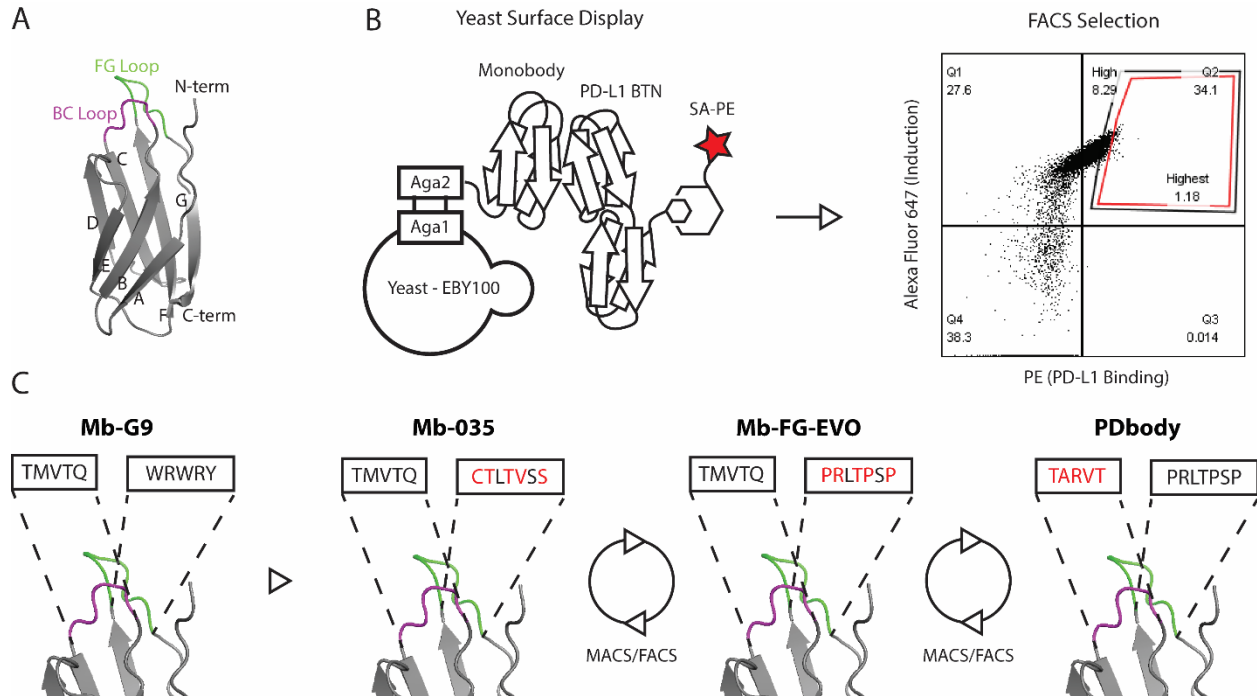 A
FG Loop
N-term
BC Loop
C
G
D
E
B
A
F
C-term
B
Yeast Surface Display
Monobody
PD-L1 BTN
SA-PE
Aga2
Aga1
Yeast - EBY100
FACS Selection
Q1
27.6
High
8.29
Q2
34.1
Highest
1.18
Q4
38.3
Q3
0.014
Alexa Fluor 647 (Induction)
PE (PD-L1 Binding)
C
Mb-G9
TMVTQ
WRWRY
Mb-035
TMVTQ
CTLTVSS
MACS/FACS
Mb-FG-EVO
TMVTQ
PRLTPSP
MACS/FACS
PDbody
TARVT
PRLTPSP